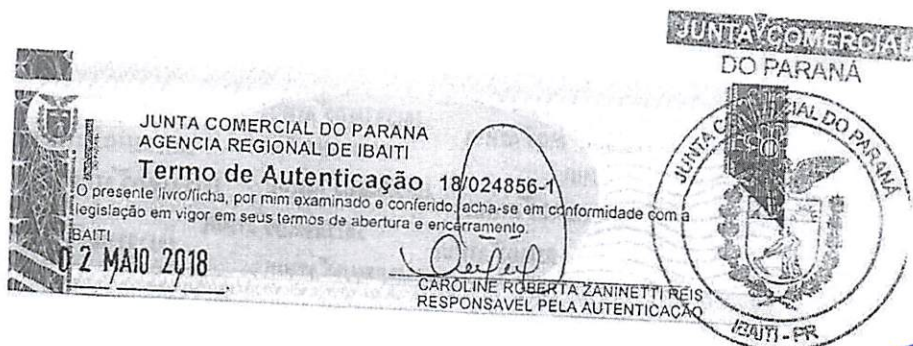 JUNTA COMERCIAL
DO PARANÁ
JUNTA COMERCIAL DO PARANA
AGENCIA REGIONAL DE IBAITI
Termo de Autenticação 18/024856-1
O presente livro/ficha, por mim examinado e conferido, acha-se em conformidade com a
legislação em vigor em seus termos de abertura e encerramento.
IBAITI
02 MAIO 2018
CAROLINE ROBERTA ZANINETTI REIS
RESPONSAVEL PELA AUTENTICAÇÃO
JUNTA COMERCIAL DO PARANÁ
IBAITI - PR